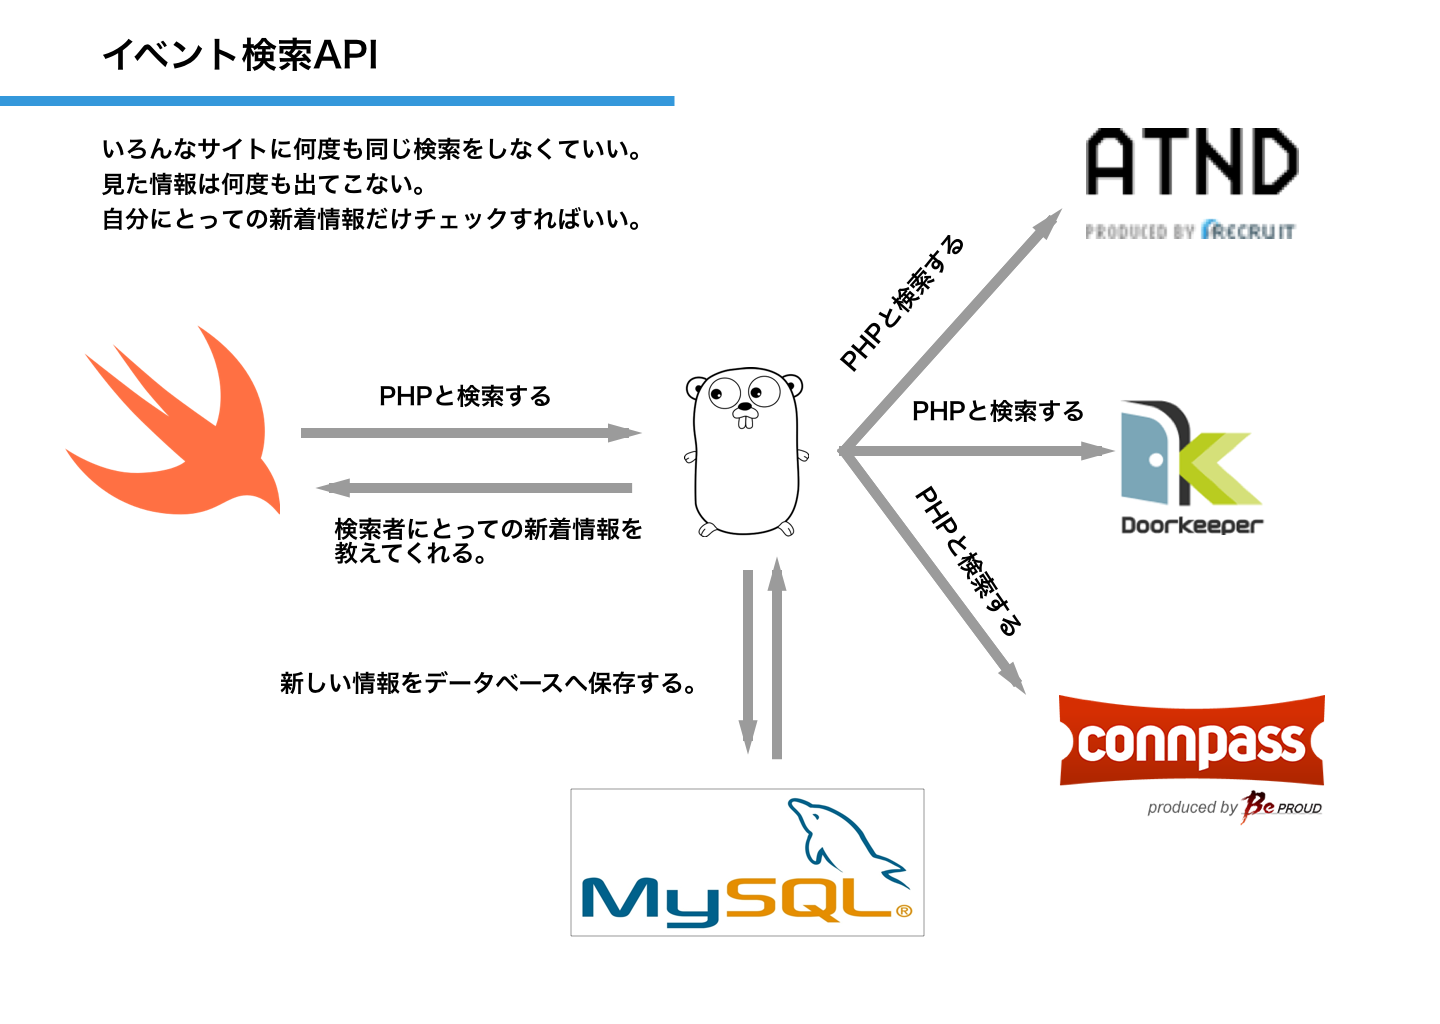 イベント検索API
いろんなサイトに何度も同じ検索をしなくていい。
見た情報は何度も出てこない。
自分にとっての新着情報だけチェックすればいい。
ATND
PRODUCED BY RECRUIT
PHPと検索する
PHPと検索する
PHPと検索する
Doorkeeper
PHPと検索する
検索者にとっての新着情報を
教えてくれる。
新しい情報をデータベースへ保存する。
connpass
produced by Be PROUD
MySQL®